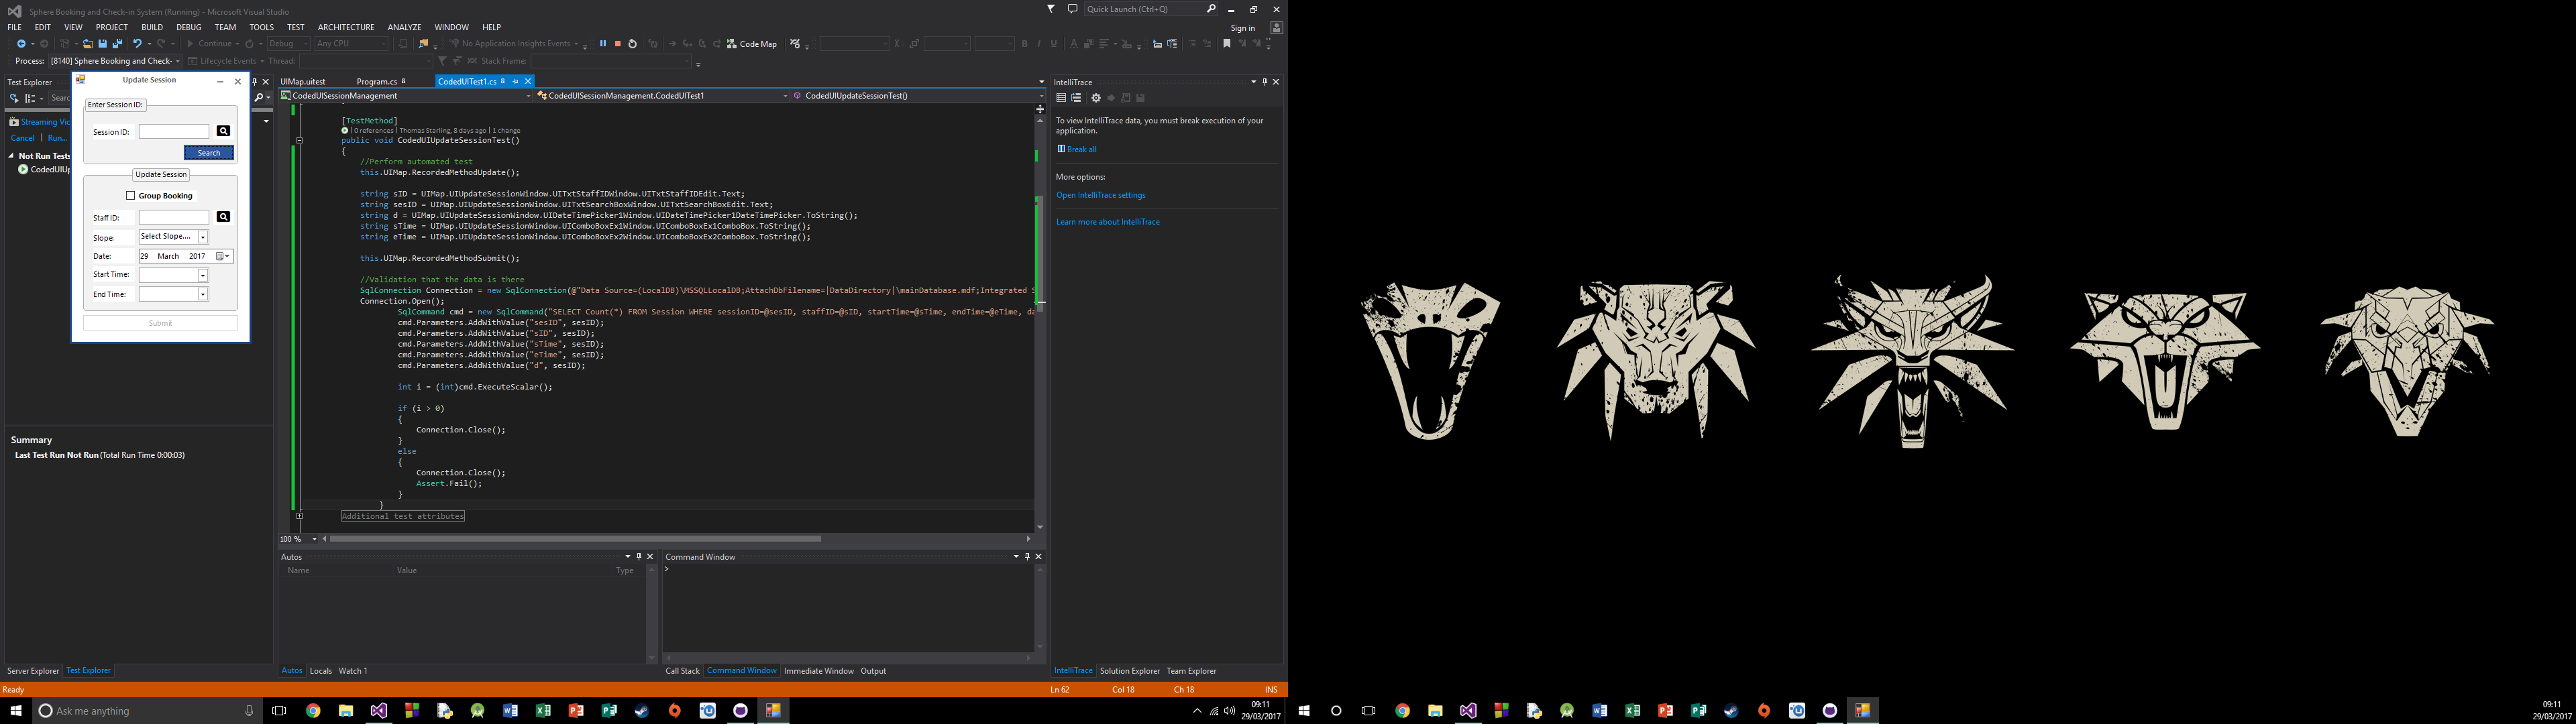 Sphere Booking and Check-in System (Running) - Microsoft Visual Studio
Quick Launch (Ctrl+Q)
FILE EDIT VIEW PROJECT BUILD DEBUG TEAM TOOLS TEST ARCHITECTURE ANALYZE WINDOW HELP
Sign in
Continue Debug Any CPU No Application Insights Events Code Map
Process: [8140] Sphere Booking and Check- Lifecycle Events Thread: Stack Frame:
Test Explorer
Searc
Streaming Vic
Cancel | Run...
Not Run Tests
CodedUIUp
Summary
Last Test Run Not Run (Total Run Time 0:00:03)
Server Explorer Test Explorer
Update Session
Enter Session ID:
Session ID:
Search
Update Session
Group Booking
Staff ID:
Slope: Select Slope....
Date: 29 March 2017
Start Time:
End Time:
Submit
UIMap.uitest Program.cs CodedUITest1.cs
CodedUISessionManagement CodedUISessionManagement.CodedUITest1 CodedUIUpdateSessionTest()
[TestMethod]
| 0 references | Thomas Starling, 8 days ago | 1 change
public void CodedUIUpdateSessionTest()
{
//Perform automated test
this.UIMap.RecordedMethodUpdate();
string sID = UIMap.UIUpdateSessionWindow.UITxtStaffIDWindow.UITxtStaffIDEdit.Text;
string sesID = UIMap.UIUpdateSessionWindow.UITxtSearchBoxWindow.UITxtSearchBoxEdit.Text;
string d = UIMap.UIUpdateSessionWindow.UIDateTimePicker1Window.UIDateTimePicker1DateTimePicker.ToString();
string sTime = UIMap.UIUpdateSessionWindow.UIComboBoxEx1Window.UIComboBoxEx1ComboBox.ToString();
string eTime = UIMap.UIUpdateSessionWindow.UIComboBoxEx2Window.UIComboBoxEx2ComboBox.ToString();
this.UIMap.RecordedMethodSubmit();
//Validation that the data is there
SqlConnection Connection = new SqlConnection(@"Data Source=(LocalDB)\MSSQLLocalDB;AttachDbFilename=|DataDirectory|\mainDatabase.mdf;Integrated S
Connection.Open();
SqlCommand cmd = new SqlCommand("SELECT Count(*) FROM Session WHERE sessionID=@sesID, staffID=@sID, startTime=@sTime, endTime=@eTime, da
cmd.Parameters.AddWithValue("sesID", sesID);
cmd.Parameters.AddWithValue("sID", sesID);
cmd.Parameters.AddWithValue("sTime", sesID);
cmd.Parameters.AddWithValue("eTime", sesID);
cmd.Parameters.AddWithValue("d", sesID);
int i = (int)cmd.ExecuteScalar();
if (i > 0)
{
Connection.Close();
}
else
{
Connection.Close();
Assert.Fail();
}
}
Additional test attributes
100 %
Autos
Name Value Type
Autos Locals Watch 1
Command Window
>
Call Stack Command Window Immediate Window Output
IntelliTrace
To view IntelliTrace data, you must break execution of your
application.
Break all
More options:
Open IntelliTrace settings
Learn more about IntelliTrace
IntelliTrace Solution Explorer Team Explorer
Ready Ln 62 Col 18 Ch 18 INS
Ask me anything
09:11
29/03/2017
09:11
29/03/2017